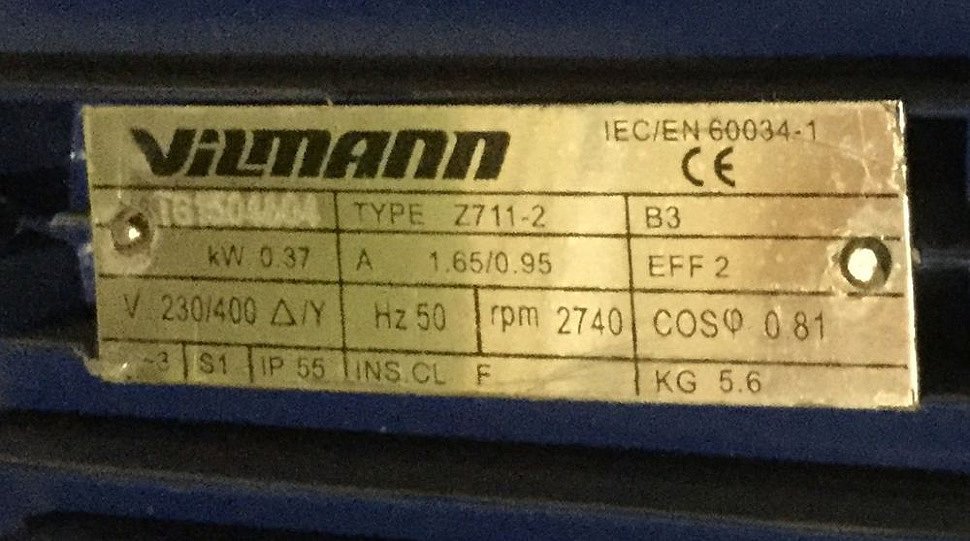 VILMANN
IEC/EN 60034-1
CE
TYPE Z711-2
B3
kW 0.37
A 1.65/0.95
EFF 2
V 230/400 Δ/Y
Hz 50
rpm 2740
COSφ 0.81
~3
S1
IP 55
INS.CL F
KG 5.6